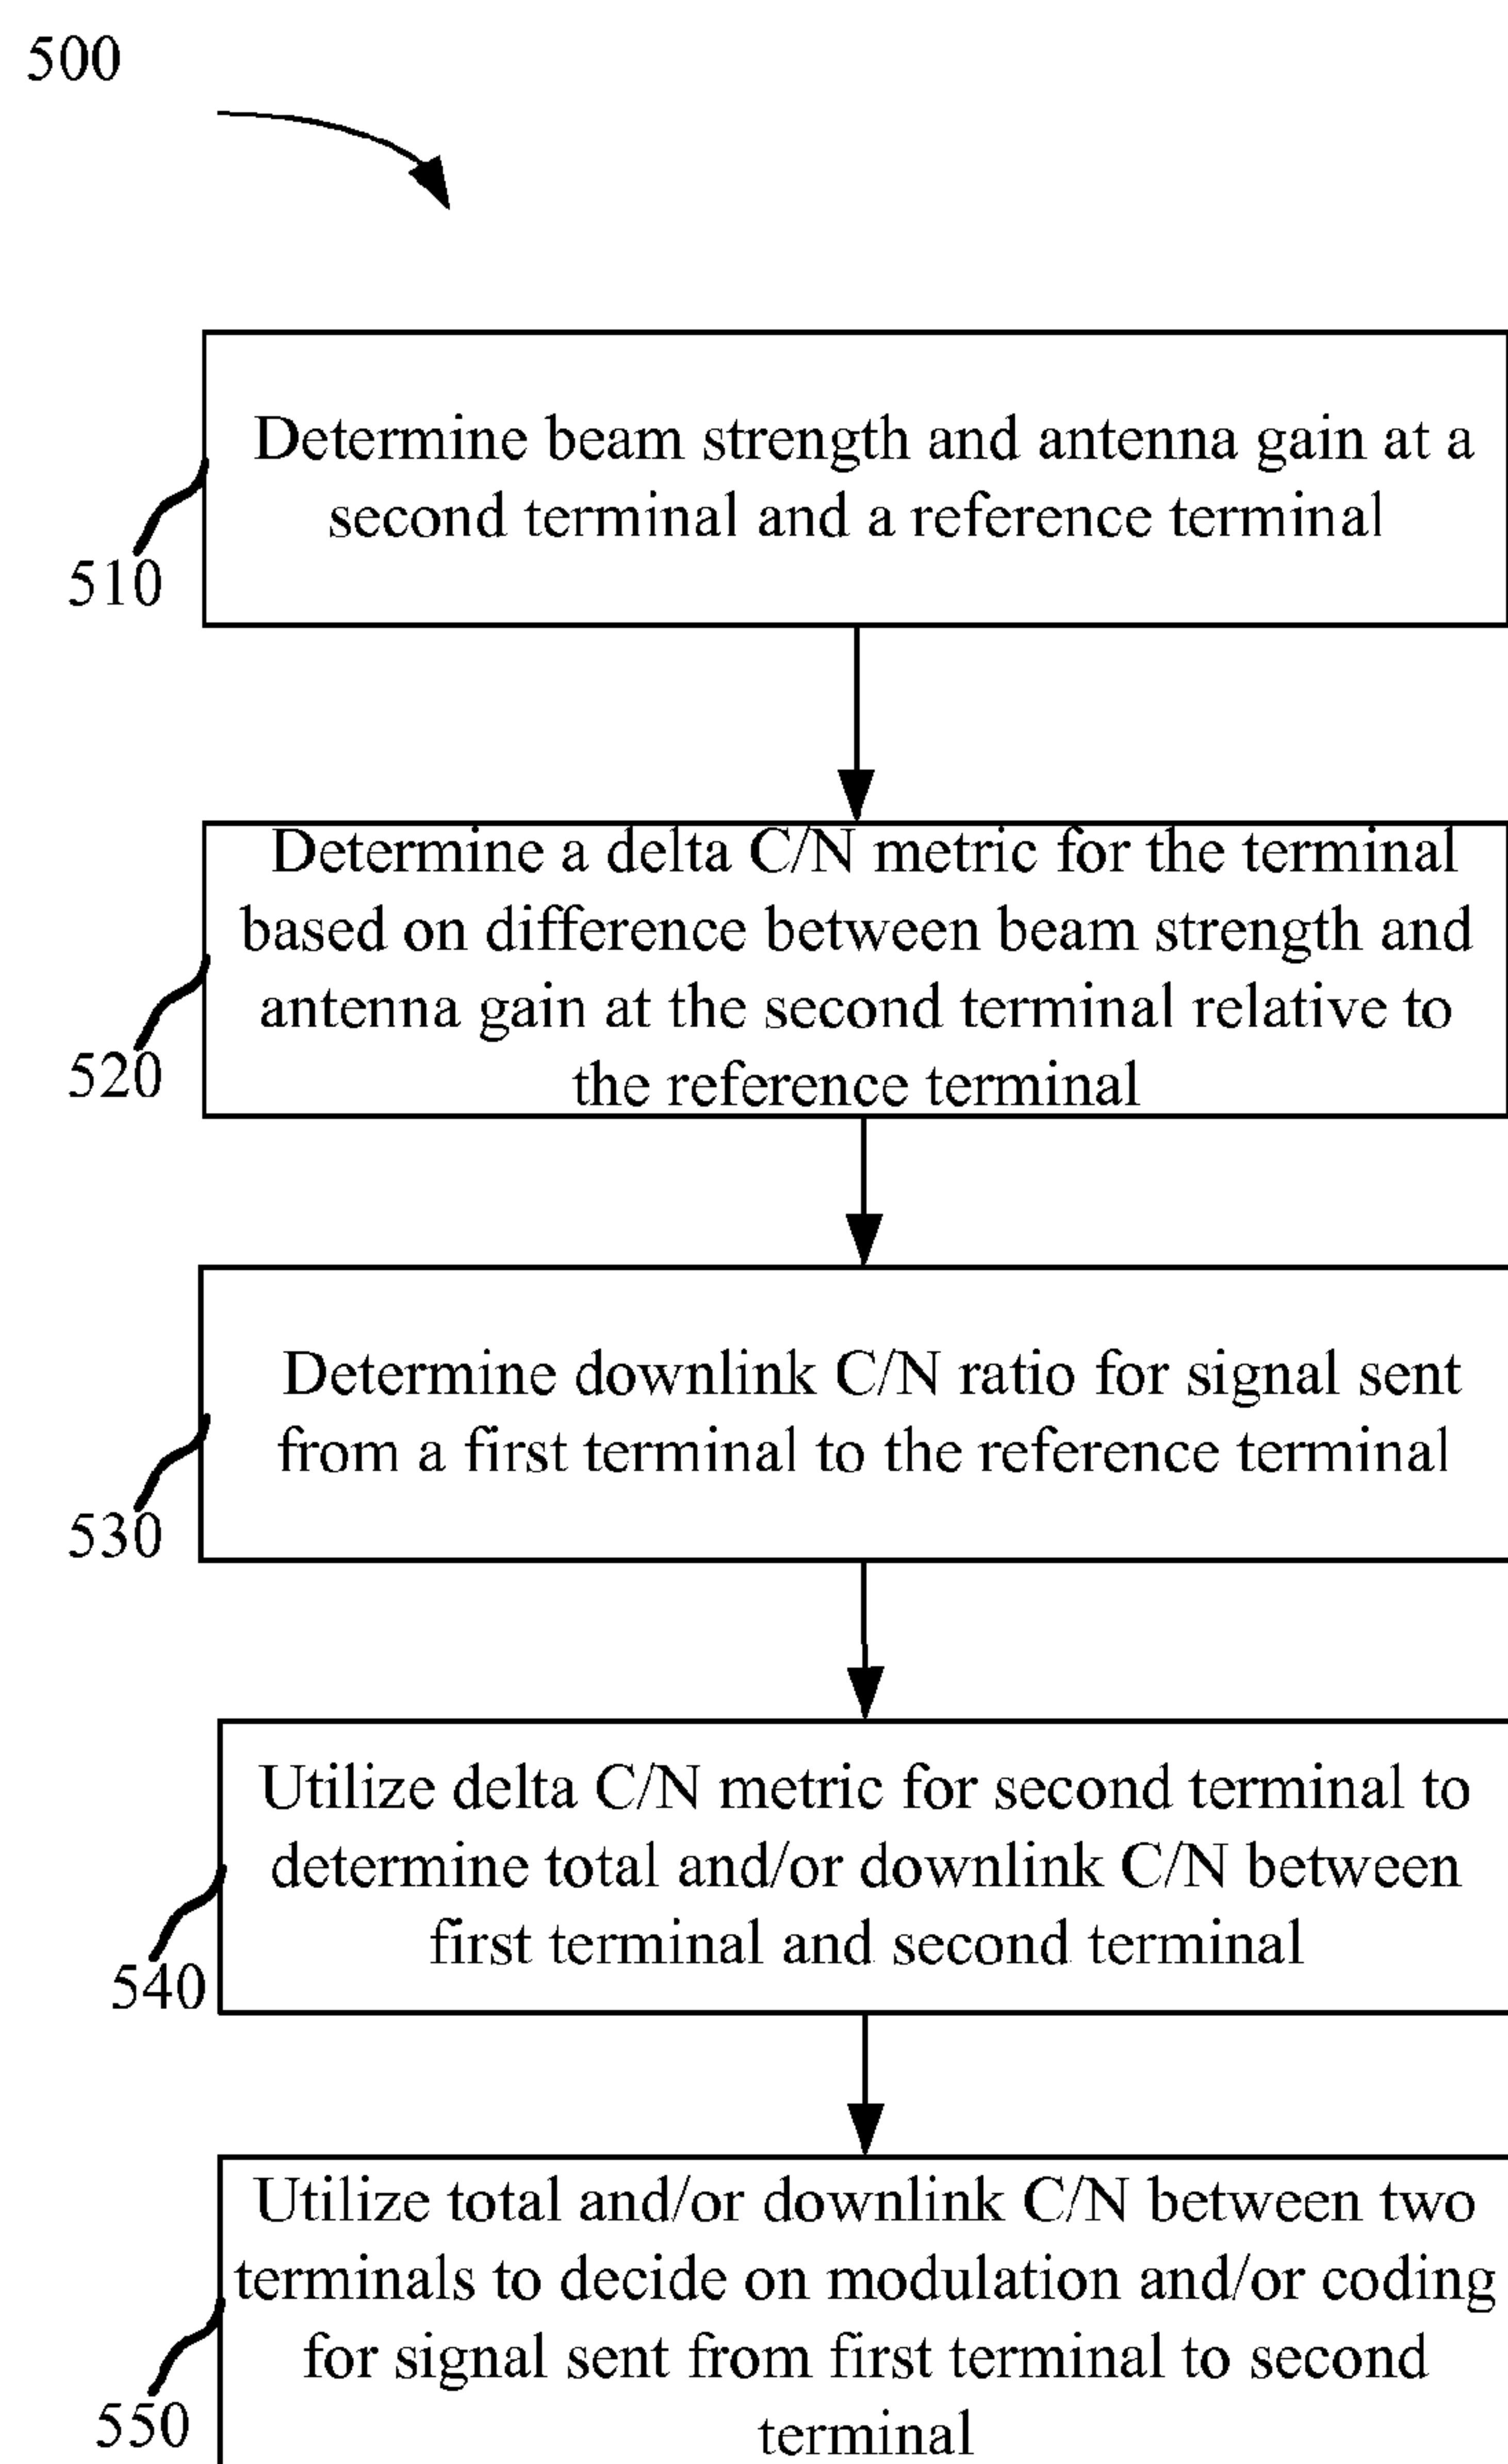 500
Determine beam strength and antenna gain at a
second terminal and a reference terminal
510
Determine a delta C/N metric for the terminal
based on difference between beam strength and
antenna gain at the second terminal relative to
the reference terminal
520
Determine downlink C/N ratio for signal sent
from a first terminal to the reference terminal
530
Utilize delta C/N metric for second terminal to
determine total and/or downlink C/N between
first terminal and second terminal
540
Utilize total and/or downlink C/N between two
terminals to decide on modulation and/or coding
for signal sent from first terminal to second
terminal
550